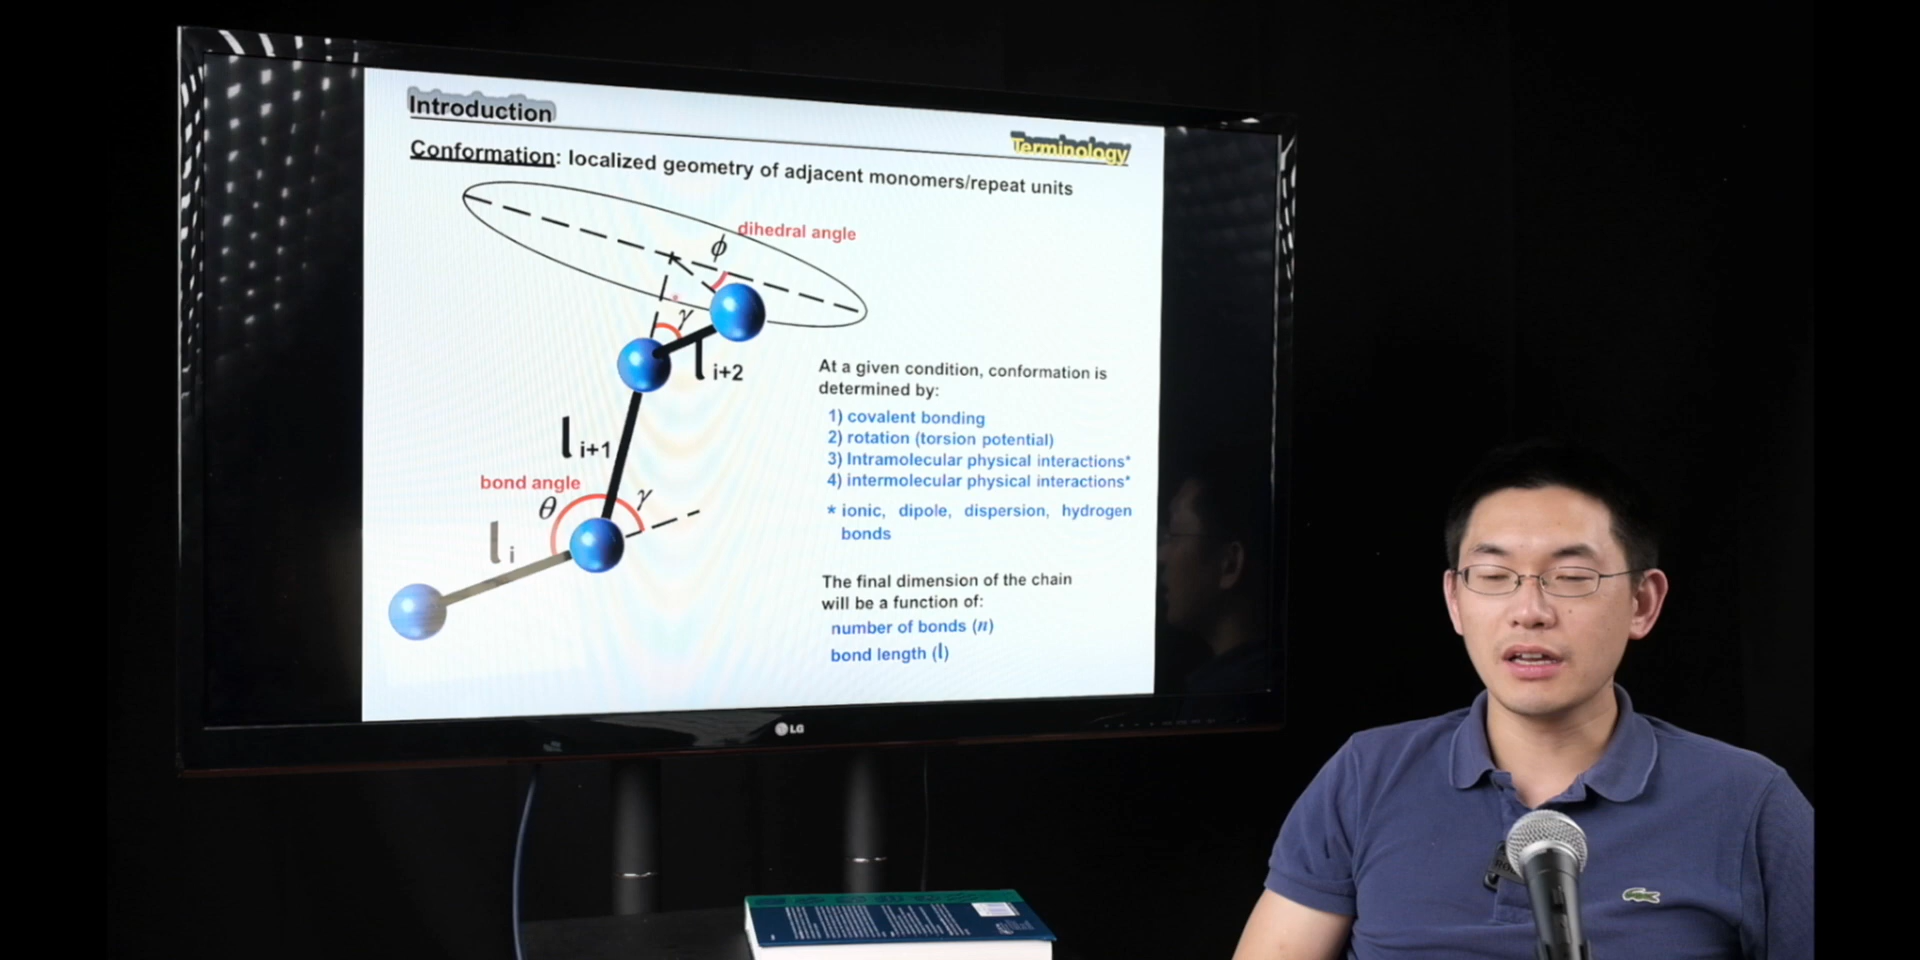 Introduction
Terminology
Conformation: localized geometry of adjacent monomers/repeat units
dihedral angle
ϕ
γ
l i+2
l i+1
bond angle
θ
γ
l i
At a given condition, conformation is
determined by:
1) covalent bonding
2) rotation (torsion potential)
3) Intramolecular physical interactions*
4) intermolecular physical interactions*
* ionic, dipole, dispersion, hydrogen
bonds
The final dimension of the chain
will be a function of:
number of bonds (n)
bond length (l)
LG